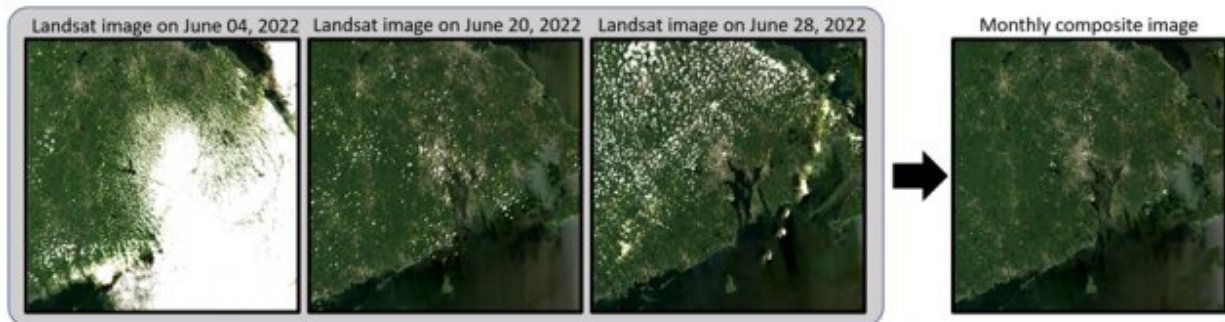 Landsat image on June 04, 2022
Landsat image on June 20, 2022
Landsat image on June 28, 2022
Monthly composite image